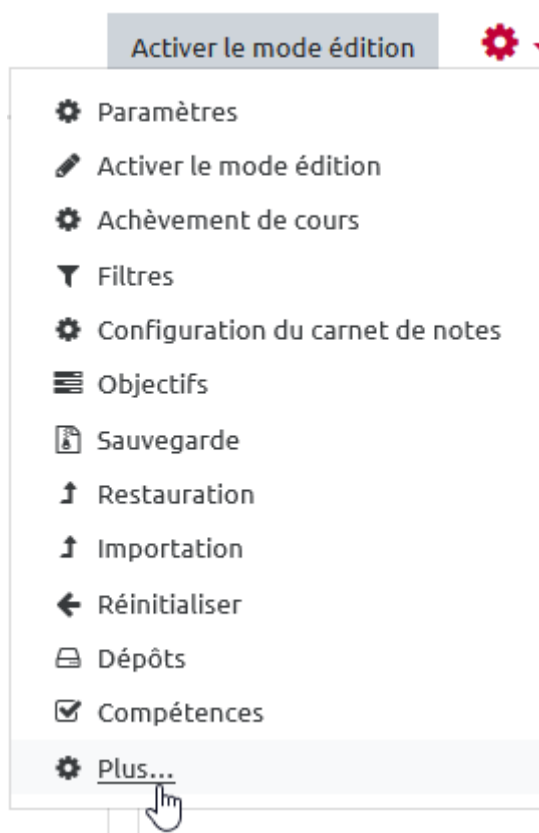 Activer le mode édition
Paramètres
Activer le mode édition
Achèvement de cours
Filtres
Configuration du carnet de notes
Objectifs
Sauvegarde
Restauration
Importation
Réinitialiser
Dépôts
Compétences
Plus...